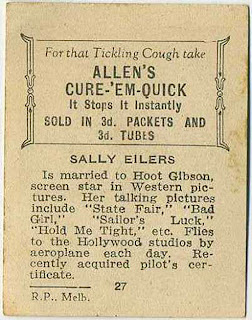 For that Tickling Cough take
ALLEN'S
CURE-'EM-QUICK
It Stops It Instantly
SOLD IN 3d. PACKETS AND
3d. TUBES
SALLY EILERS
Is married to Hoot Gibson,
screen star in Western pic-
tures. Her talking pictures
include "State Fair," "Bad
Girl," "Sailor's Luck,"
"Hold Me Tight," etc. Flies
to the Hollywood studios by
aeroplane each day. Re-
cently acquired pilot's cer-
tificate.
27
R.P., Melb.